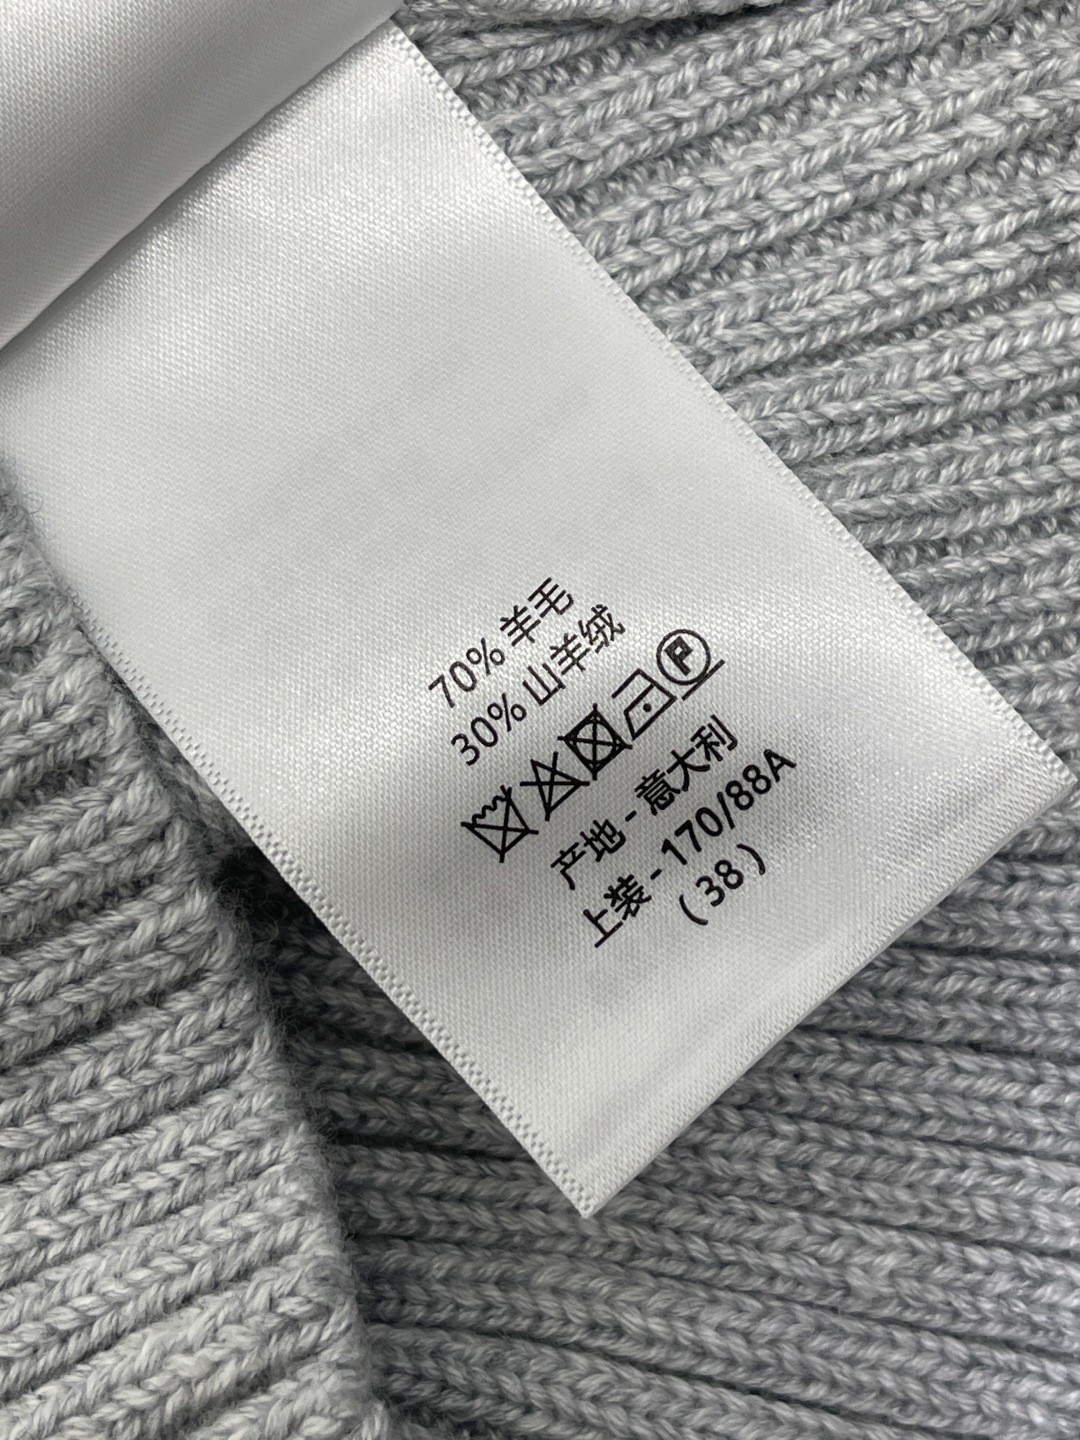 70% 羊毛
30% 山羊绒
P
产地 - 意大利
上装 - 170/88A
(38)